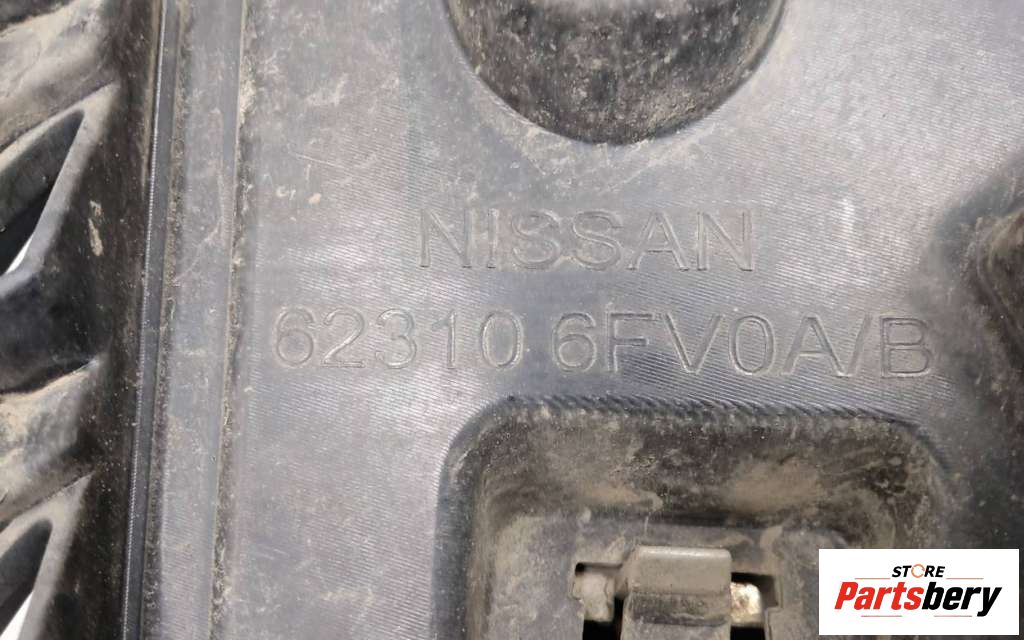 NISSAN
62310 6FV0A/B
STORE
Partsbery